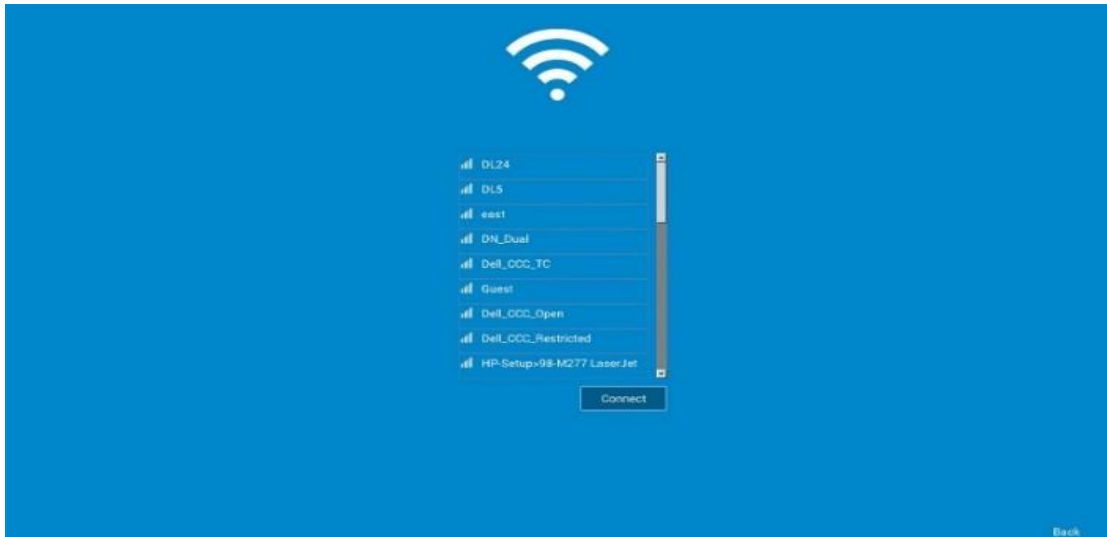 DL24
DL5
east
DN_Dual
Dell_CCC_TC
Guest
Dell_CCC_Open
Dell_CCC_Restricted
HP-Setup>98-M277 LaserJet
Connect
Back